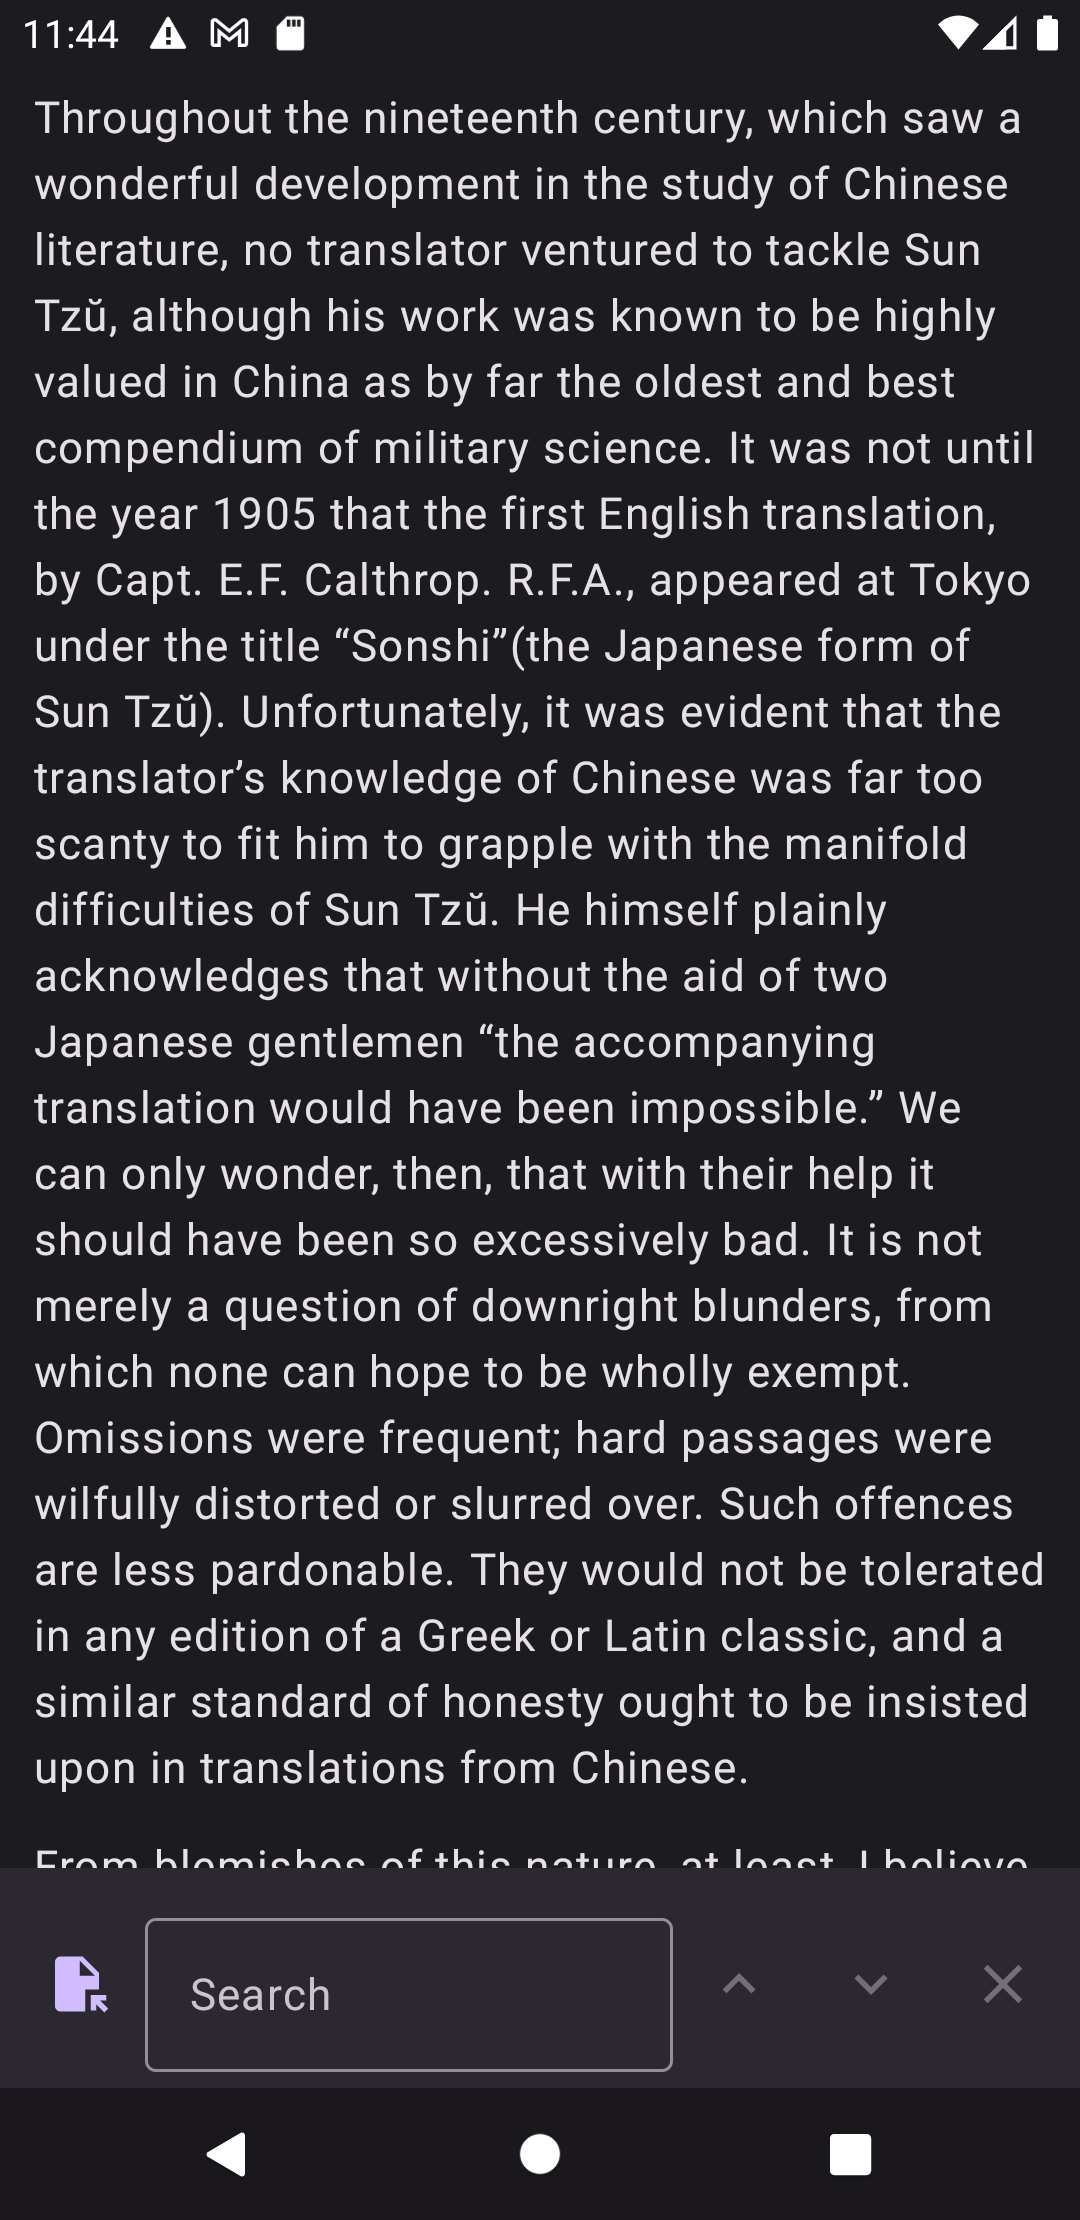 11:44
Throughout the nineteenth century, which saw a
wonderful development in the study of Chinese
literature, no translator ventured to tackle Sun
Tzŭ, although his work was known to be highly
valued in China as by far the oldest and best
compendium of military science. It was not until
the year 1905 that the first English translation,
by Capt. E.F. Calthrop. R.F.A., appeared at Tokyo
under the title “Sonshi”(the Japanese form of
Sun Tzŭ). Unfortunately, it was evident that the
translator’s knowledge of Chinese was far too
scanty to fit him to grapple with the manifold
difficulties of Sun Tzŭ. He himself plainly
acknowledges that without the aid of two
Japanese gentlemen “the accompanying
translation would have been impossible.” We
can only wonder, then, that with their help it
should have been so excessively bad. It is not
merely a question of downright blunders, from
which none can hope to be wholly exempt.
Omissions were frequent; hard passages were
wilfully distorted or slurred over. Such offences
are less pardonable. They would not be tolerated
in any edition of a Greek or Latin classic, and a
similar standard of honesty ought to be insisted
upon in translations from Chinese.
From blemishes of this nature, at least, I believe
Search